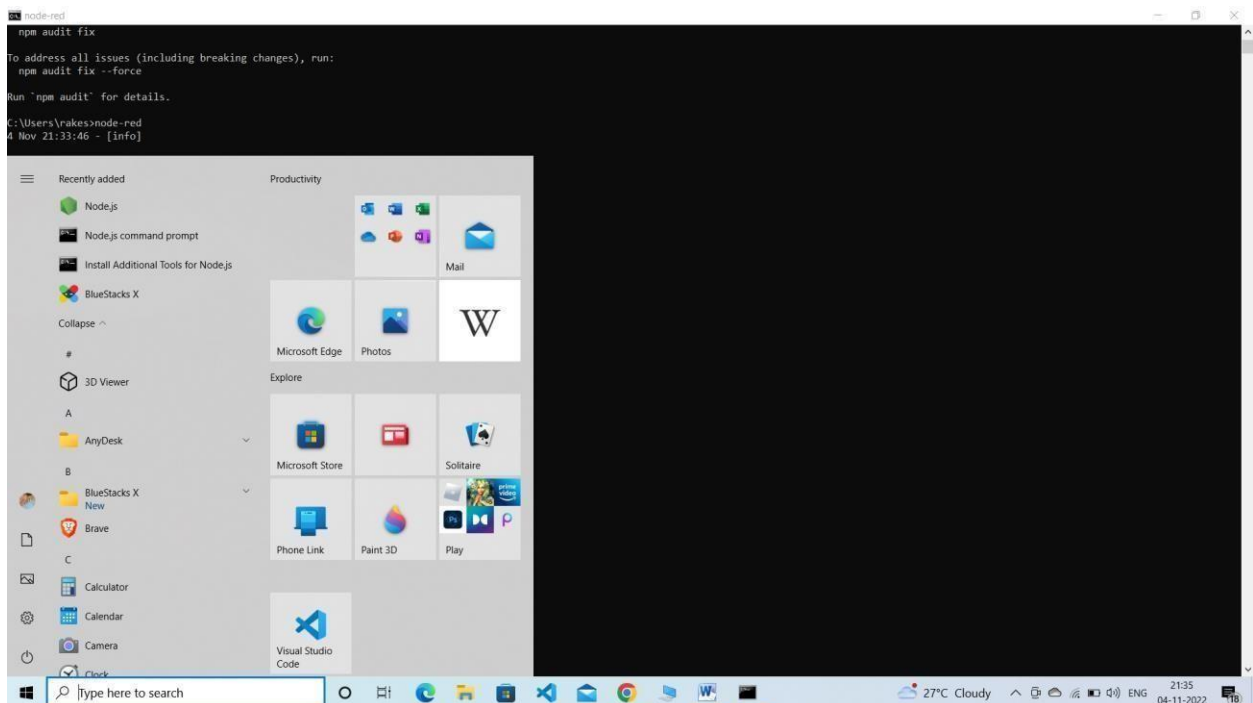 node-red
npm audit fix
To address all issues (including breaking changes), run:
npm audit fix --force
Run `npm audit` for details.
C:\Users\rakes>node-red
4 Nov 21:33:46 - [info]
Recently added
Node.js
Node.js command prompt
Install Additional Tools for Node.js
BlueStacks X
Collapse
#
3D Viewer
A
AnyDesk
B
BlueStacks X
New
Brave
C
Calculator
Calendar
Camera
Clock
Productivity
Mail
Microsoft Edge
Photos
W
Explore
Microsoft Store
Solitaire
prime video
Ps
Phone Link
Paint 3D
Play
Visual Studio
Code
Type here to search
27°C Cloudy
ENG
21:35
04-11-2022
18